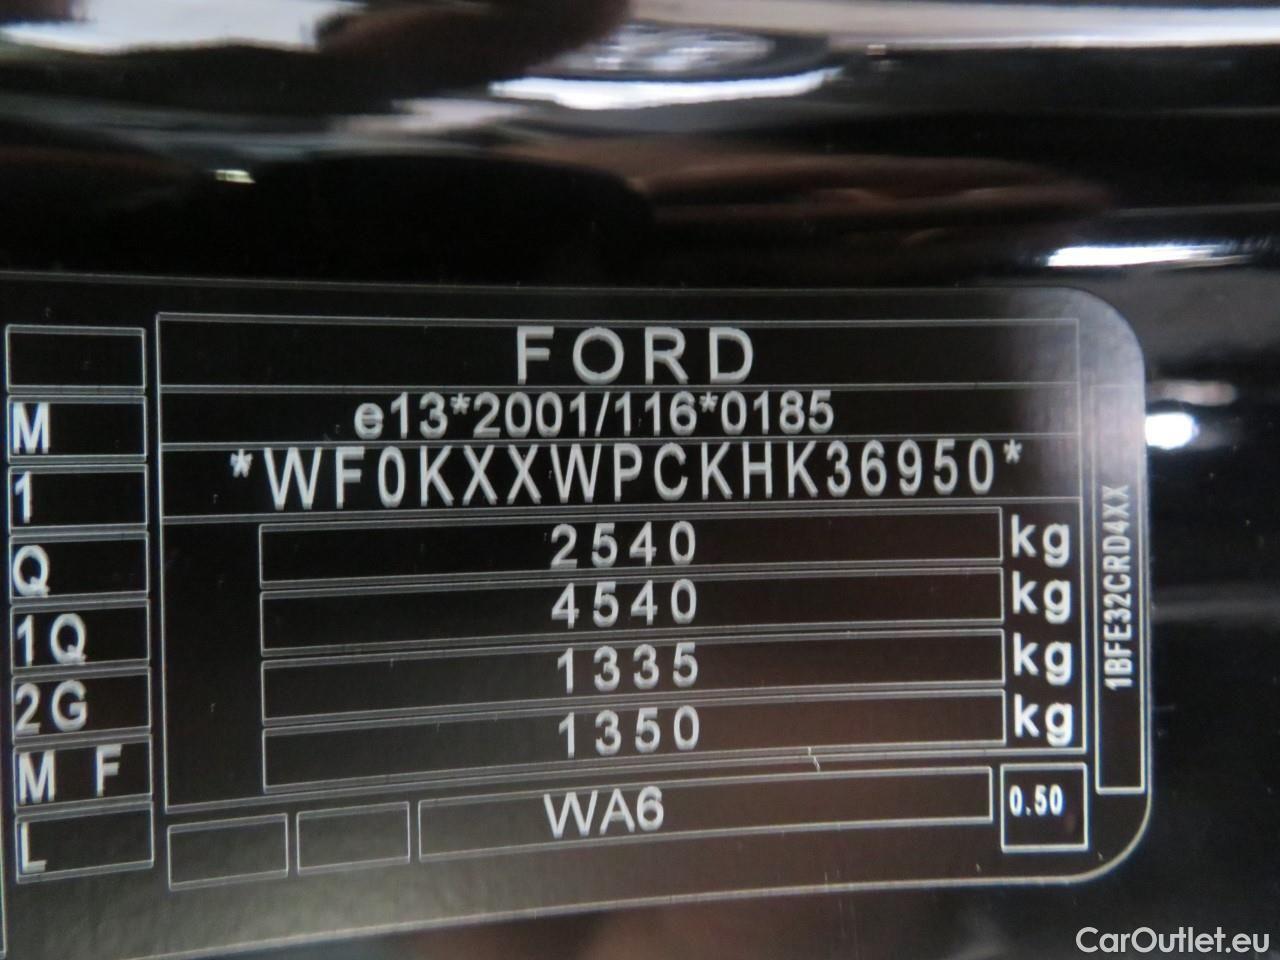 FORD
e13*2001/116*0185
*WF0KXXWPCKHK36950*
2540 kg
4540 kg
1335 kg
1350 kg
WA6
0.50
M
1
Q
1Q
2G
M F
L
1BFE32CRD4XX
CarOutlet.eu